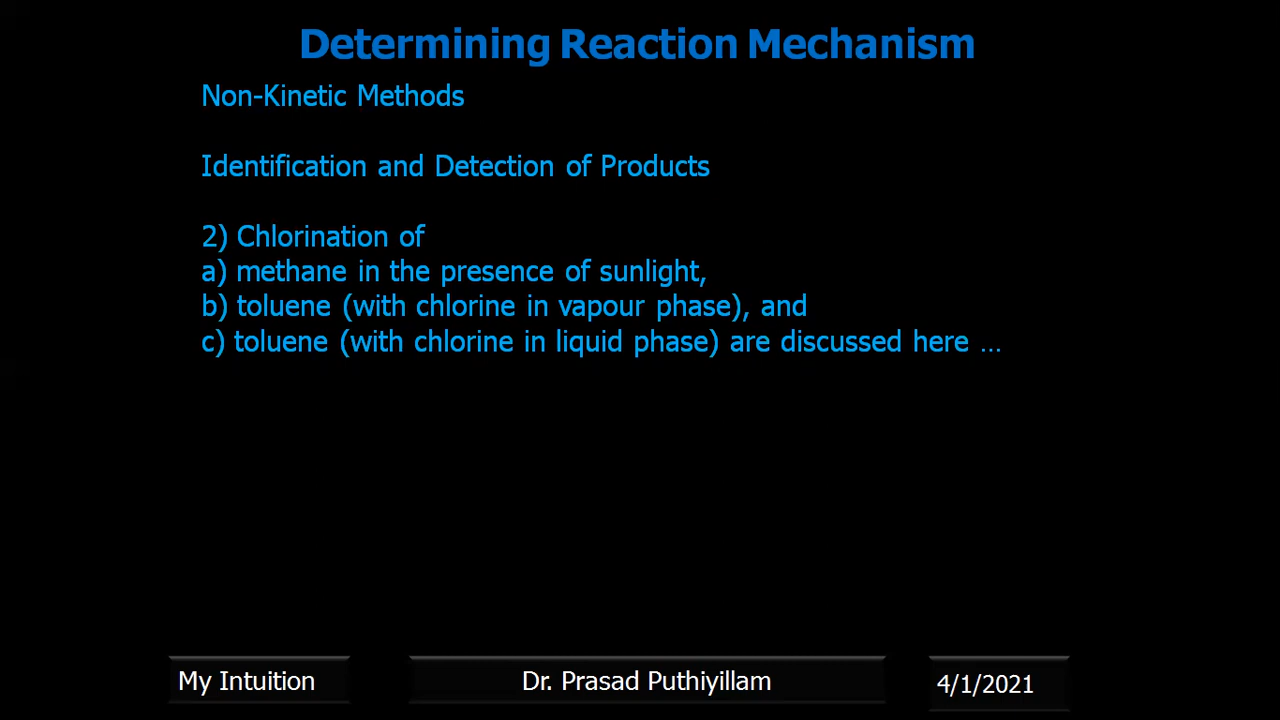 Determining Reaction Mechanism
Non-Kinetic Methods
Identification and Detection of Products
2) Chlorination of
a) methane in the presence of sunlight,
b) toluene (with chlorine in vapour phase), and
c) toluene (with chlorine in liquid phase) are discussed here …
My Intuition
Dr. Prasad Puthiyillam
4/1/2021